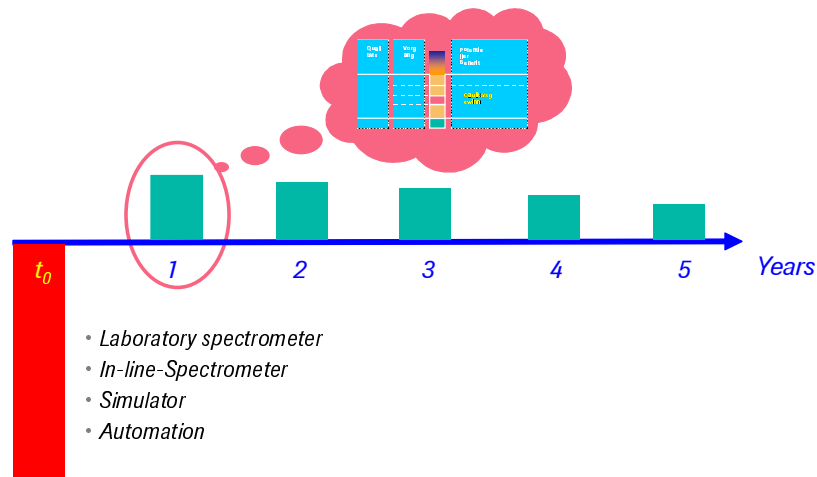 t0
1
2
3
4
5
Years
• Laboratory spectrometer
• In-line-Spectrometer
• Simulator
• Automation